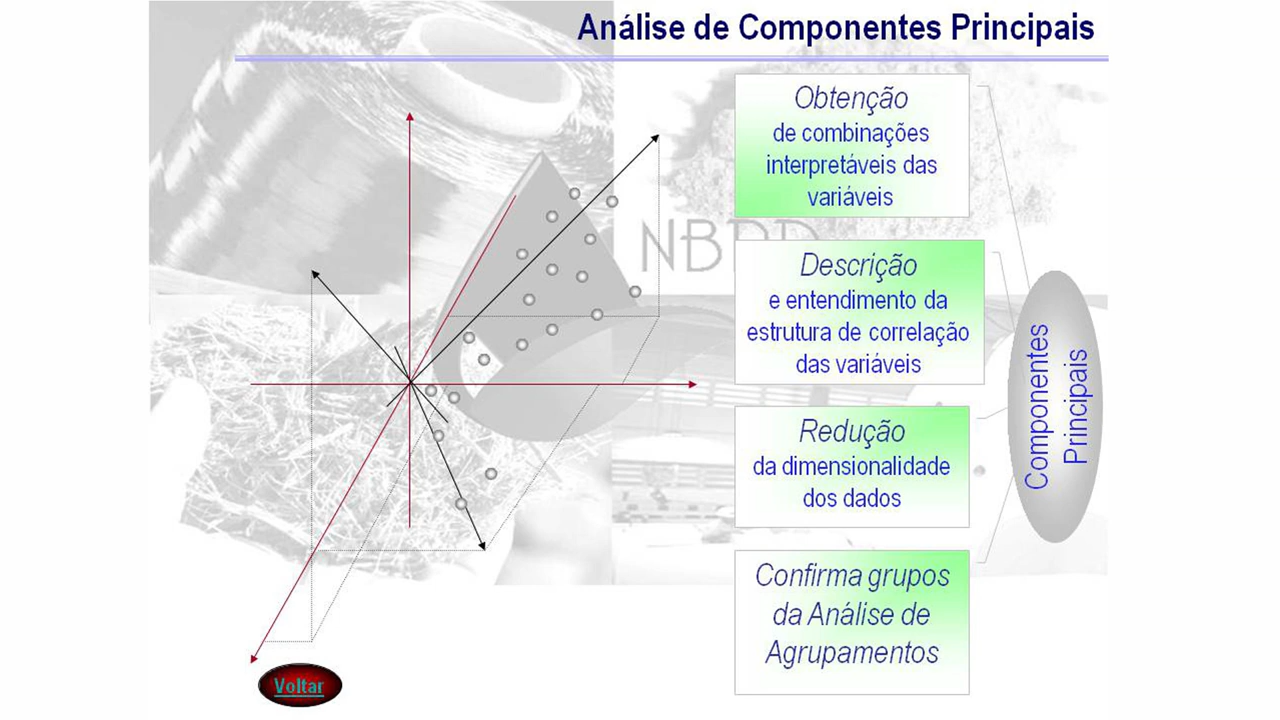 Análise de Componentes Principais
Obtenção
de combinações
interpretáveis das
variáveis
Descrição
e entendimento da
estrutura de correlação
das variáveis
Redução
da dimensionalidade
dos dados
Confirma grupos
da Análise de
Agrupamentos
Componentes
Principais
Voltar